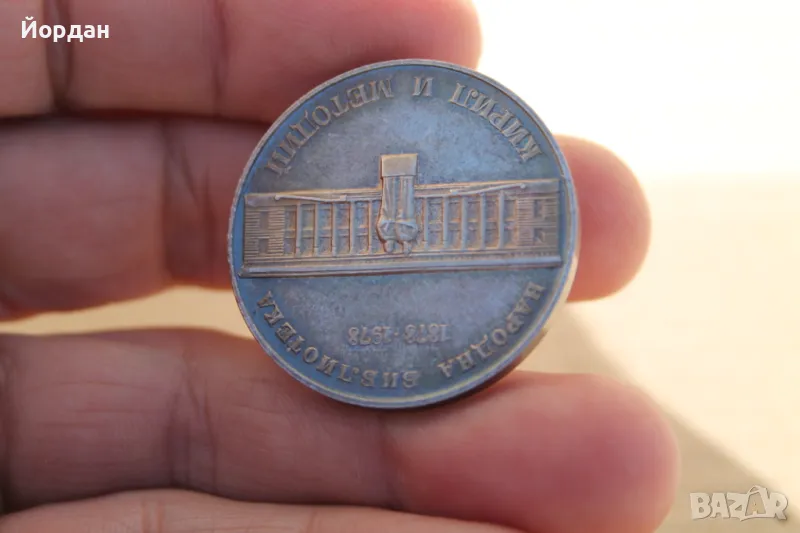 Йордан
НАРОДНА БИБЛИОТЕКА
1878·1978
КИРИЛ И МЕТОДИЙ
BAZAR